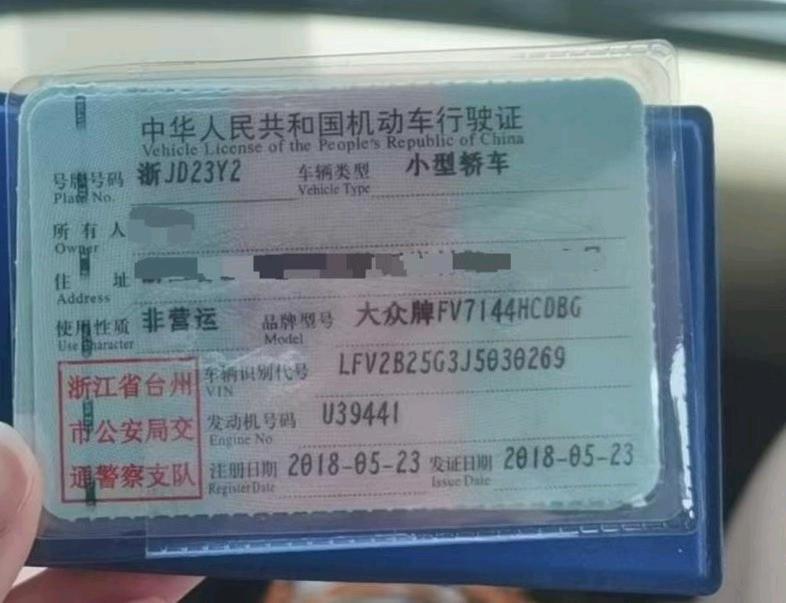 中华人民共和国机动车行驶证
Vehicle License of the People's Republic of China
号牌号码 浙JD23Y2 车辆类型 小型轿车
Plate No. Vehicle Type
所有人
Owner
住址 号
Address
使用性质 非营运 品牌型号 大众牌FV7144HCDBG
Use Character Model
浙江省台州
市公安局交
通警察支队
车辆识别代号 LFV2B25G3J5030269
VIN
发动机号码 U39441
Engine No.
注册日期 2018-05-23 发证日期 2018-05-23
Register Date Issue Date